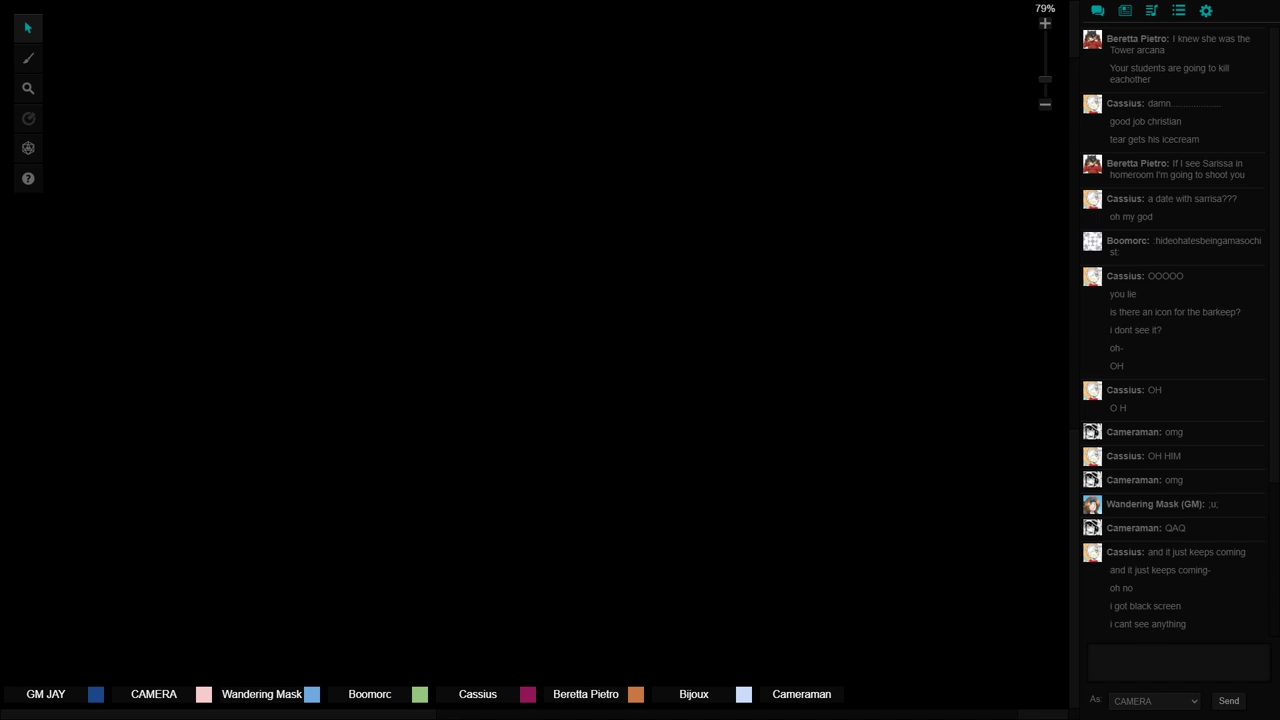 79%
Beretta Pietro: I knew she was the
Tower arcana
Your students are going to kill
eachother
Cassius: damn......................
good job christian
tear gets his icecream
Beretta Pietro: If I see Sarissa in
homeroom I'm going to shoot you
Cassius: a date with sarrisa???
oh my god
Boomorc: :hideohatesbeingamasochi
st:
Cassius: OOOOO
you lie
is there an icon for the barkeep?
i dont see it?
oh-
OH
Cassius: OH
O H
Cameraman: omg
Cassius: OH HIM
Cameraman: omg
Wandering Mask (GM): ;u;
Cameraman: QAQ
Cassius: and it just keeps coming
and it just keeps coming-
oh no
i got black screen
i cant see anything
As: CAMERA Send
GM JAY CAMERA Wandering Mask Boomorc Cassius Beretta Pietro Bijoux Cameraman